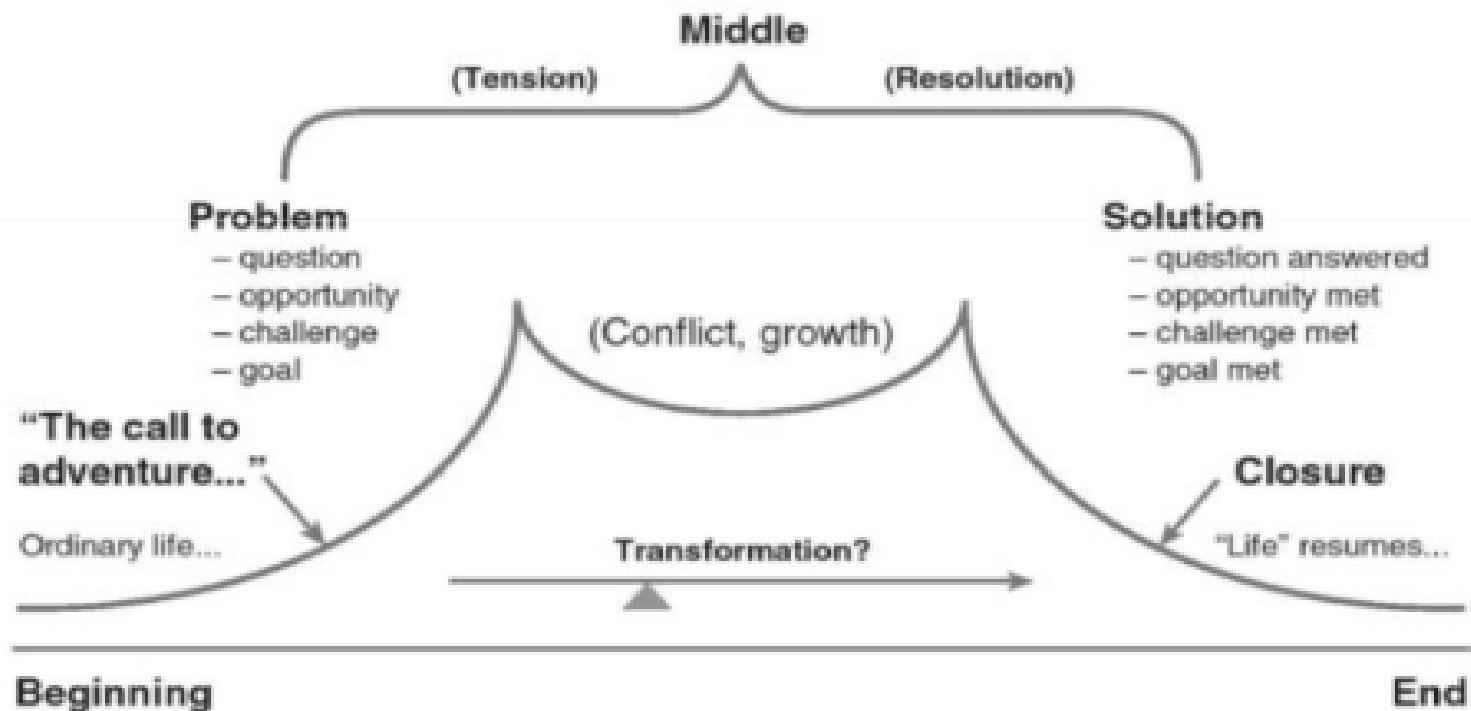 Middle
(Tension)
(Resolution)
Problem
– question
– opportunity
– challenge
– goal
Solution
– question answered
– opportunity met
– challenge met
– goal met
(Conflict, growth)
“The call to
adventure...”
Closure
Ordinary life...
Transformation?
“Life” resumes...
Beginning
End